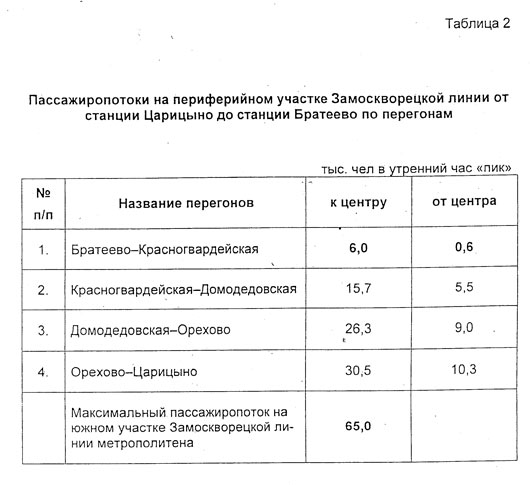 Таблица 2
Пассажиропотоки на периферийном участке Замоскворецкой линии от
станции Царицыно до станции Братеево по перегонам
тыс. чел в утренний час «пик»
№ п/п Название перегонов к центру от центра
1. Братеево–Красногвардейская 6,0 0,6
2. Красногвардейская–Домодедовская 15,7 5,5
3. Домодедовская–Орехово 26,3 9,0
4. Орехово–Царицыно 30,5 10,3
Максимальный пассажиропоток на
южном участке Замоскворецкой ли-
нии метрополитена 65,0